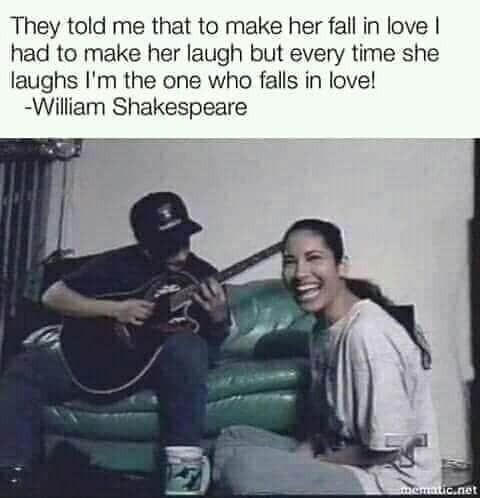 They told me that to make her fall in love I
had to make her laugh but every time she
laughs I'm the one who falls in love!
-William Shakespeare
mematic.net